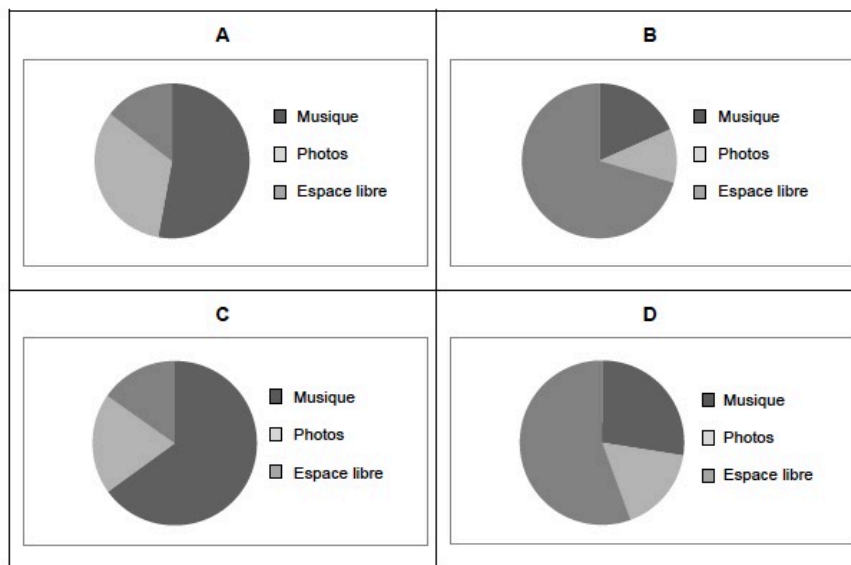 A
Musique
Photos
Espace libre
B
Musique
Photos
Espace libre
C
Musique
Photos
Espace libre
D
Musique
Photos
Espace libre